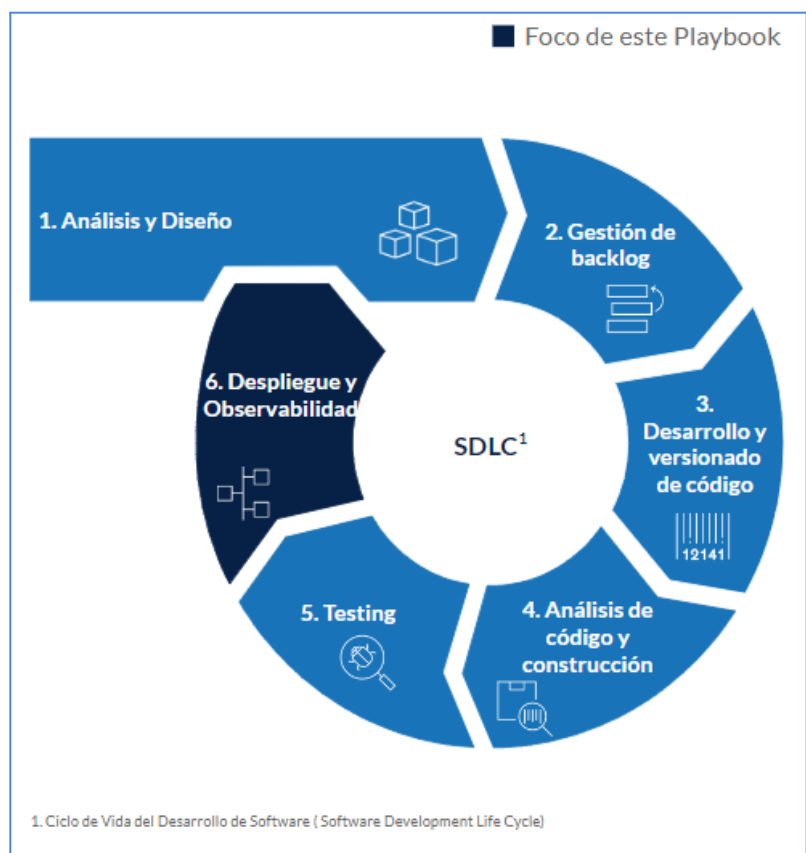 Foco de este Playbook
1. Análisis y Diseño
2. Gestión de
backlog
3.
Desarrollo y
versionado
de código
12141
4. Análisis de
código y
construcción
5. Testing
6. Despliegue y
Observabilidad
SDLC¹
1. Ciclo de Vida del Desarrollo de Software ( Software Development Life Cycle)